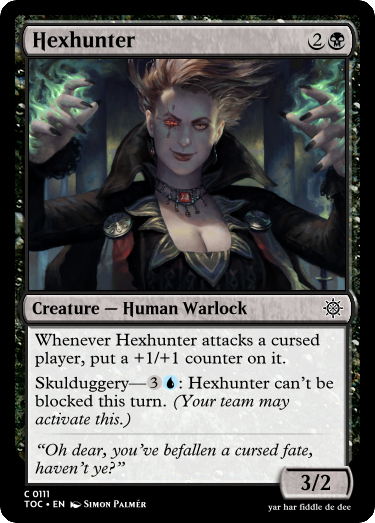 Hexhunter 2
Creature — Human Warlock
Whenever Hexhunter attacks a cursed
player, put a +1/+1 counter on it.
Skulduggery—3: Hexhunter can't be
blocked this turn. (Your team may
activate this.)
“Oh dear, you've befallen a cursed fate,
haven't ye?”
3/2
C 0111
TOC • EN Simon Palmér
yar har fiddle de dee